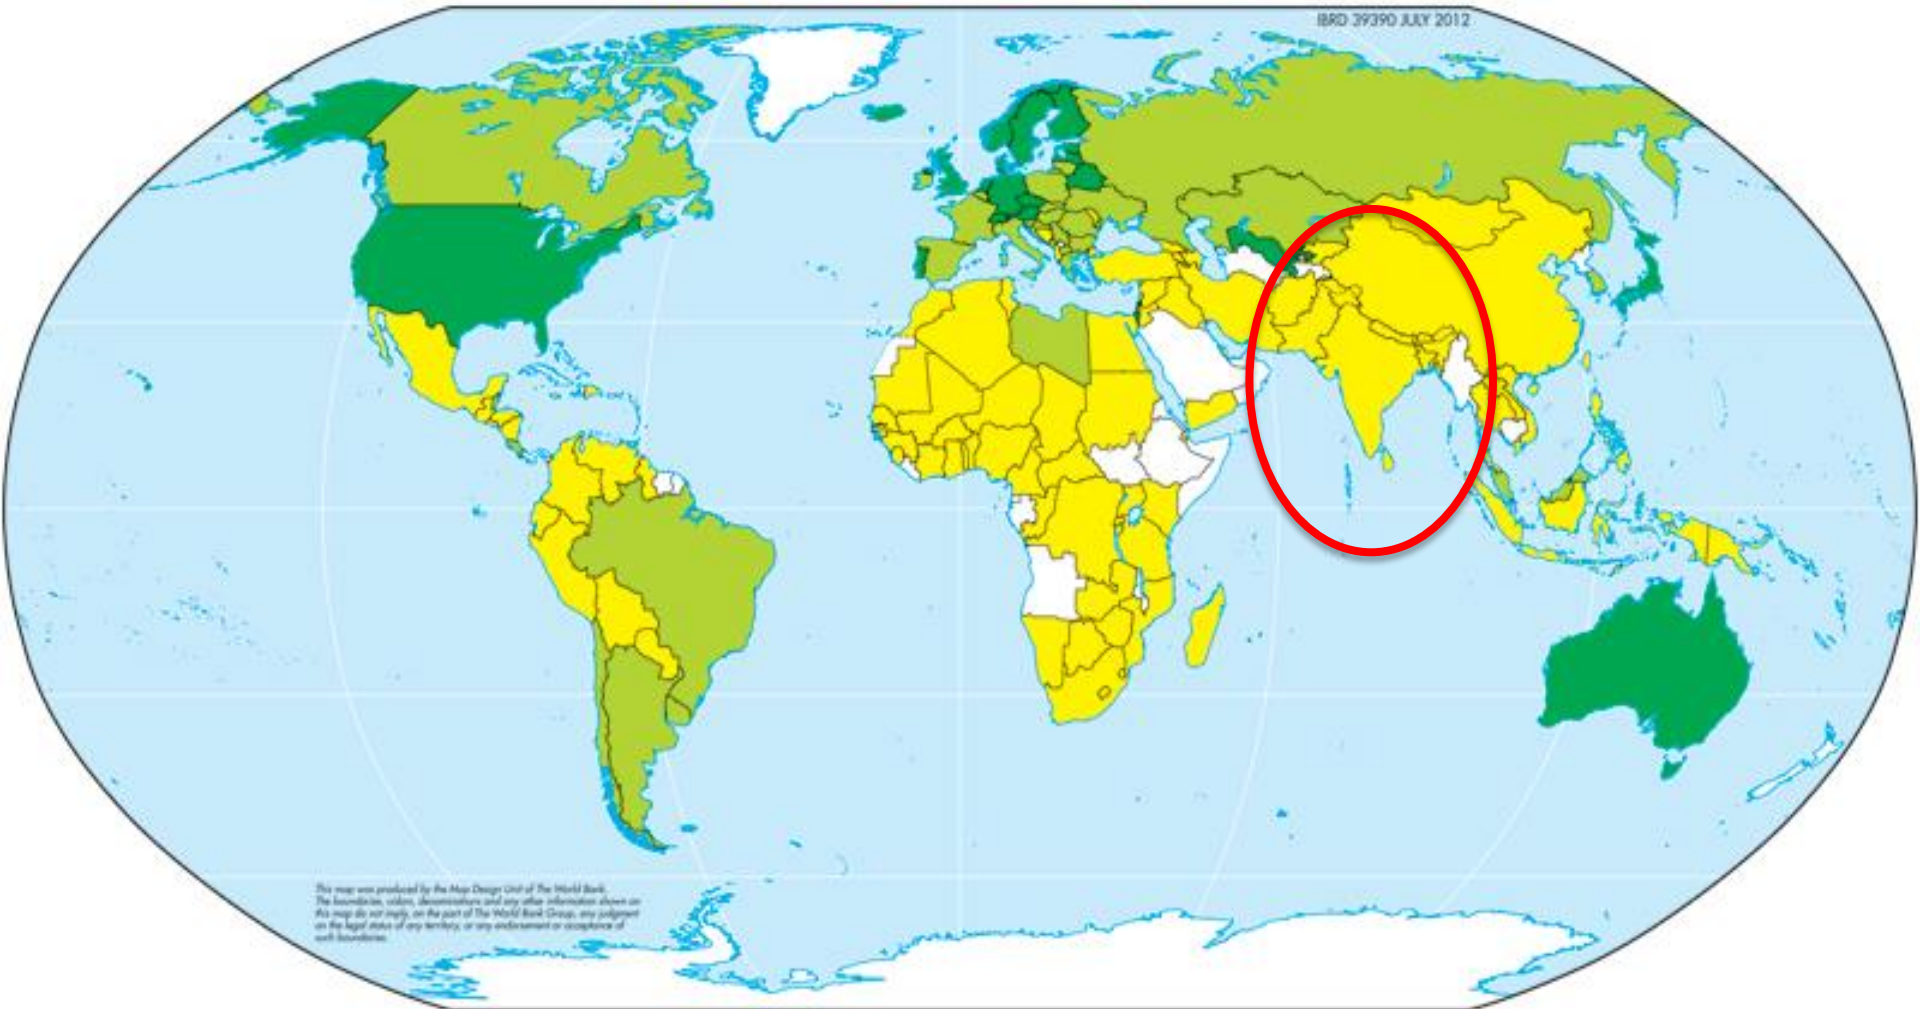 IBRD 39390 JULY 2012
This map was produced by the Map Design Unit of The World Bank.
The boundaries, colors, denominations and any other information shown on
this map do not imply, on the part of The World Bank Group, any judgment
on the legal status of any territory, or any endorsement or acceptance of
such boundaries.